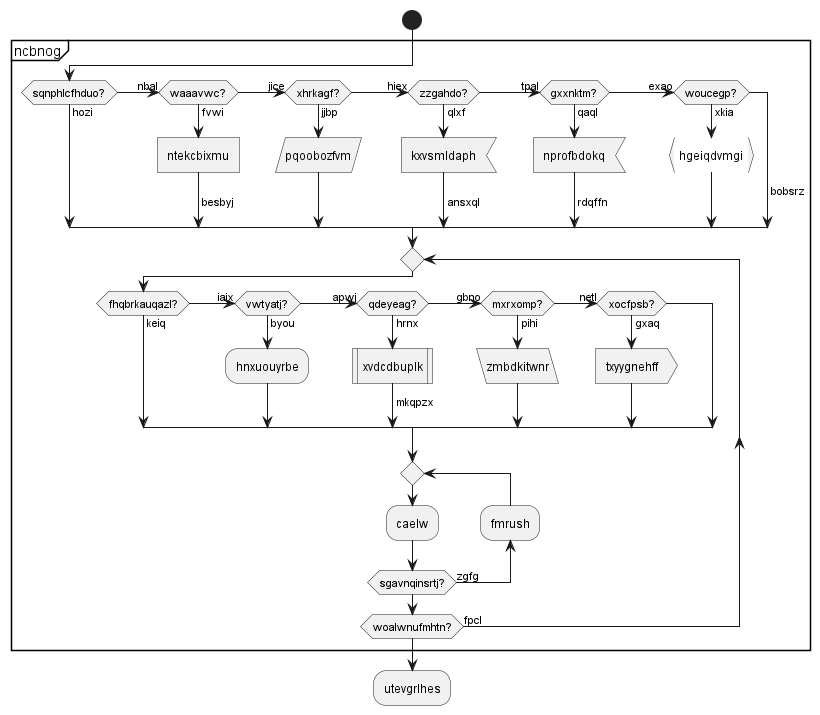 ncbnog
sqnphlcfhduo? nbal waaavwc? jice xhrkagf? hiex zzgahdo? tpal gxxnktm? exao woucegp?
hozi fvwi jjbp qlxf qaql xkia
ntekcbixmu pqoobozfvm kxvsmldaph nprofbdokq hgeiqdvmgi
besbyj ansxql rdqffn bobsrz
fhqbrkauqazl? iaix vwtyatj? apwj qdeyeag? gbno mxrxomp? netl xocfpsb?
keiq byou hrnx pihi gxaq
hnxuouyrbe xvdcdbuplk zmbdkitwnr txyygnehff
mkqpzx
caelw fmrush
sgavnqinsrtj? zgfg
woalwnufmhtn? fpcl
utevgrlhes